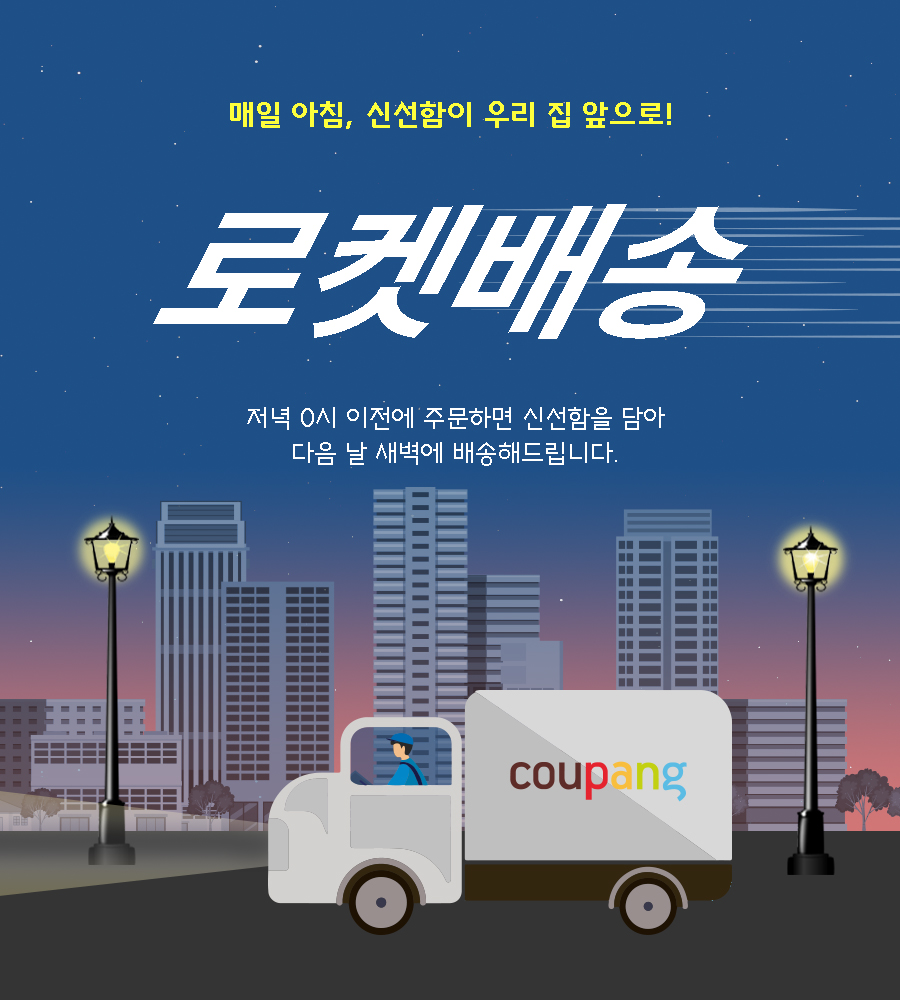 매일 아침, 신선함이 우리 집 앞으로!
로켓배송
저녁 0시 이전에 주문하면 신선함을 담아
다음 날 새벽에 배송해드립니다.
coupang